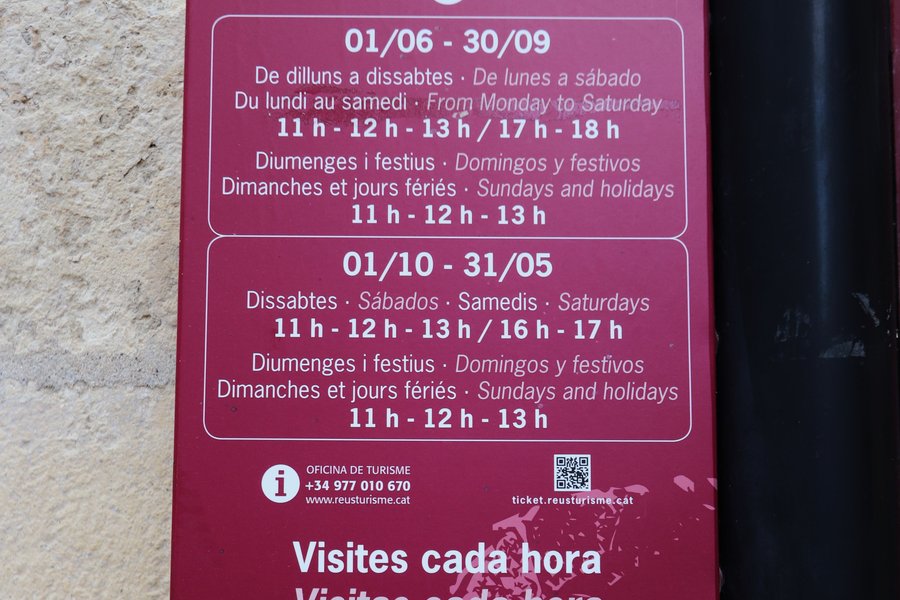 01/06 - 30/09
De dilluns a dissabtes · De lunes a sábado
Du lundi au samedi · From Monday to Saturday
11 h - 12 h - 13 h / 17 h - 18 h
Diumenges i festius · Domingos y festivos
Dimanches et jours fériés · Sundays and holidays
11 h - 12 h - 13 h
01/10 - 31/05
Dissabtes · Sábados · Samedis · Saturdays
11 h - 12 h - 13 h / 16 h - 17 h
Diumenges i festius · Domingos y festivos
Dimanches et jours fériés · Sundays and holidays
11 h - 12 h - 13 h
i
OFICINA DE TURISME
+34 977 010 670
www.reusturisme.cat
ticket.reusturisme.cat
Visites cada hora
Visitas cada hora